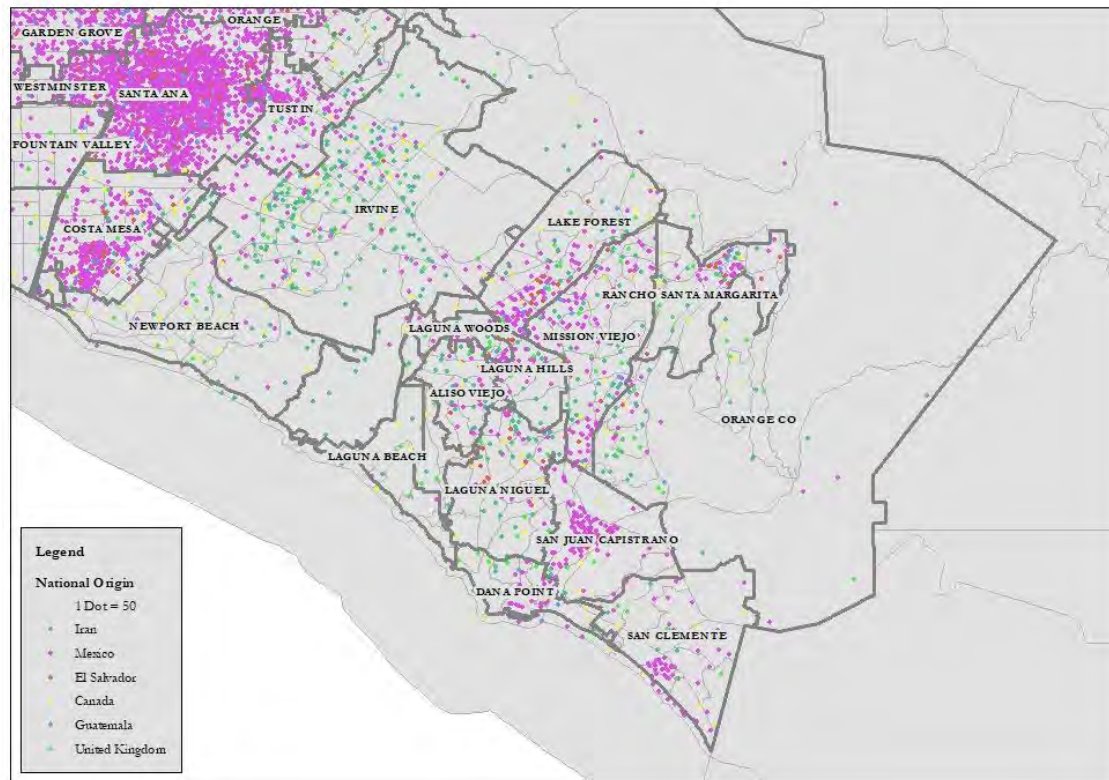 ORANGE
GARDEN GROVE
WESTMINSTER
SANTA ANA
TUSTIN
FOUNTAIN VALLEY
IRVINE
COSTA MESA
LAKE FOREST
RANCHO SANTA MARGARITA
NEWPORT BEACH
LAGUNA WOODS
MISSION VIEJO
LAGUNA HILLS
ALISO VIEJO
ORANGE CO
LAGUNA BEACH
LAGUNA NIGUEL
SAN JUAN CAPISTRANO
DANA POINT
SAN CLEMENTE
Legend
National Origin
1 Dot = 50
Iran
Mexico
El Salvador
Canada
Guatemala
United Kingdom